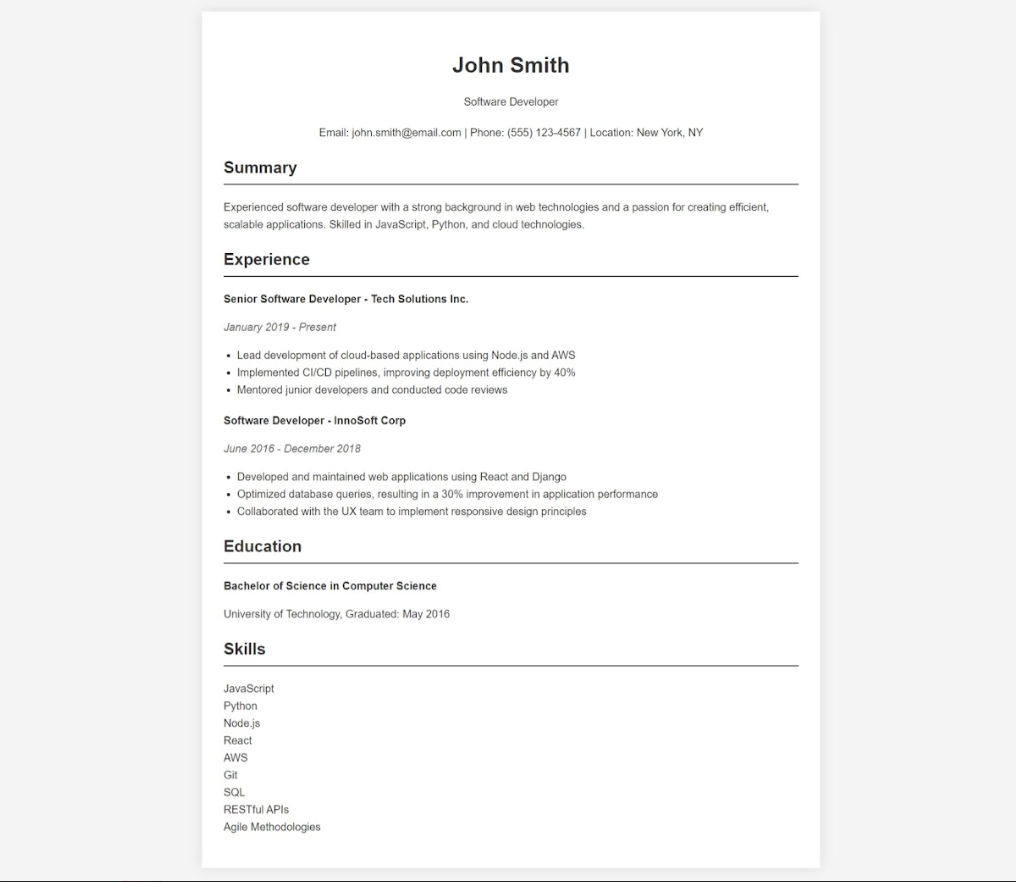 John Smith
Software Developer
Email: john.smith@email.com | Phone: (555) 123-4567 | Location: New York, NY
Summary
Experienced software developer with a strong background in web technologies and a passion for creating efficient,
scalable applications. Skilled in JavaScript, Python, and cloud technologies.
Experience
Senior Software Developer - Tech Solutions Inc.
January 2019 - Present
• Lead development of cloud-based applications using Node.js and AWS
• Implemented CI/CD pipelines, improving deployment efficiency by 40%
• Mentored junior developers and conducted code reviews
Software Developer - InnoSoft Corp
June 2016 - December 2018
• Developed and maintained web applications using React and Django
• Optimized database queries, resulting in a 30% improvement in application performance
• Collaborated with the UX team to implement responsive design principles
Education
Bachelor of Science in Computer Science
University of Technology, Graduated: May 2016
Skills
JavaScript
Python
Node.js
React
AWS
Git
SQL
RESTful APIs
Agile Methodologies